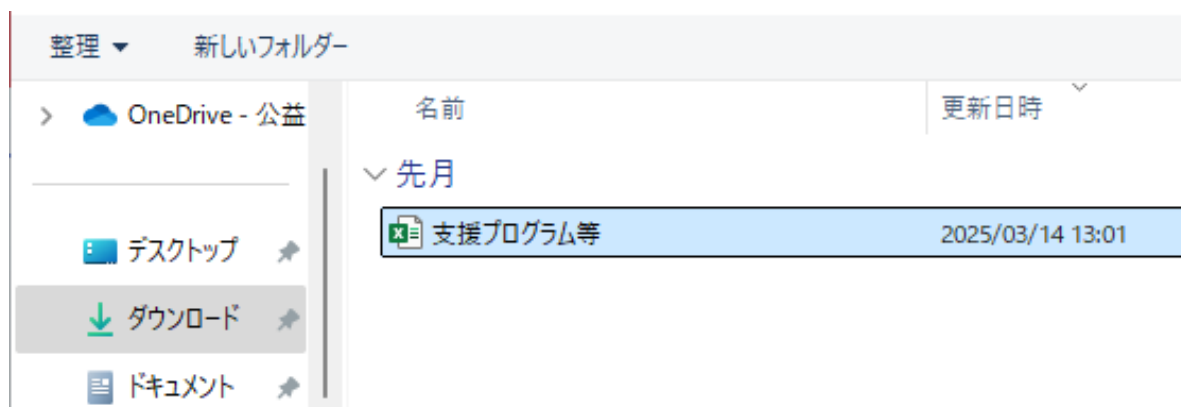 整理 新しいフォルダー
OneDrive - 公益 名前 更新日時
先月
支援プログラム等 2025/03/14 13:01
デスクトップ
ダウンロード
ドキュメント